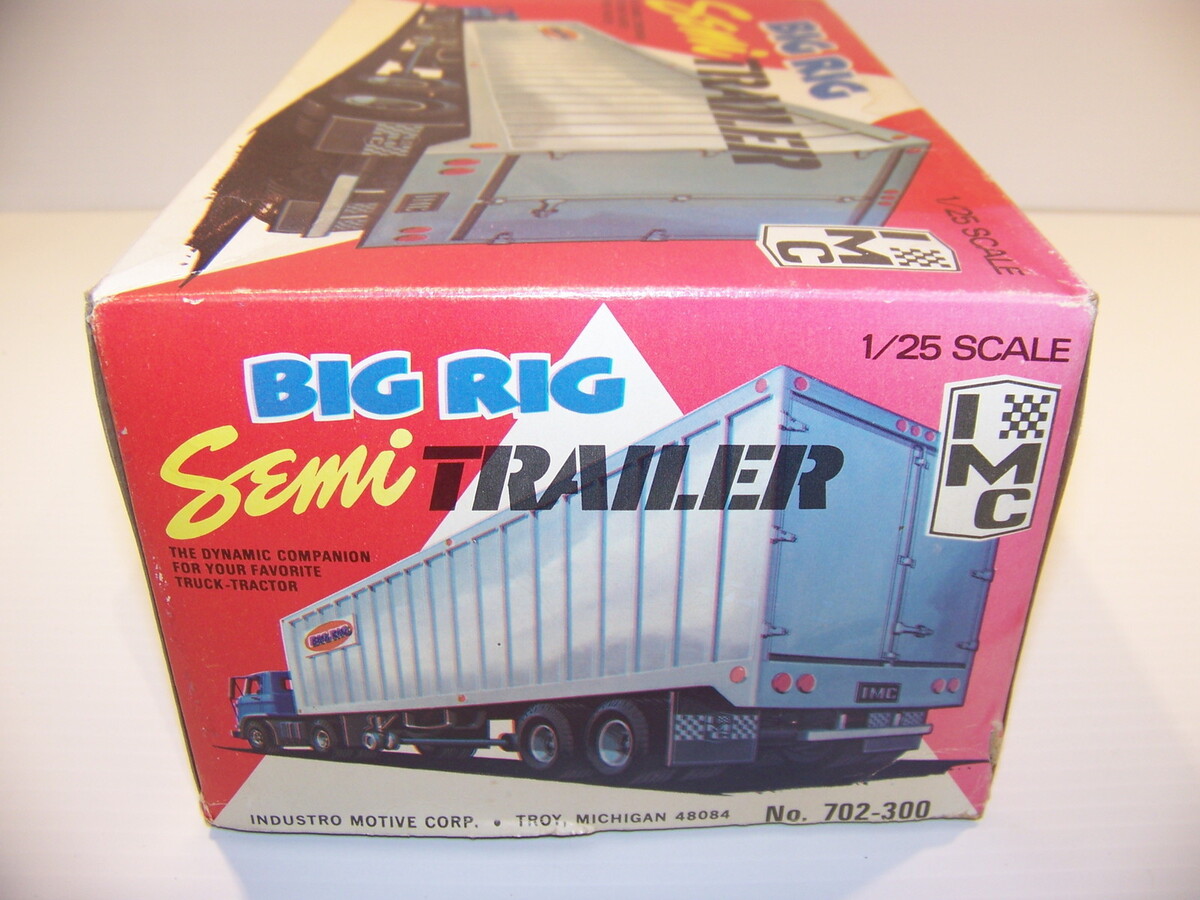 BIG RIG
Semi TRAILER
1/25 SCALE
IMC
IMC
BIG RIG
Semi TRAILER
1/25 SCALE
IMC
THE DYNAMIC COMPANION
FOR YOUR FAVORITE
TRUCK-TRACTOR
BIG RIG
IMC
INDUSTRO MOTIVE CORP. • TROY, MICHIGAN 48084 No. 702-300